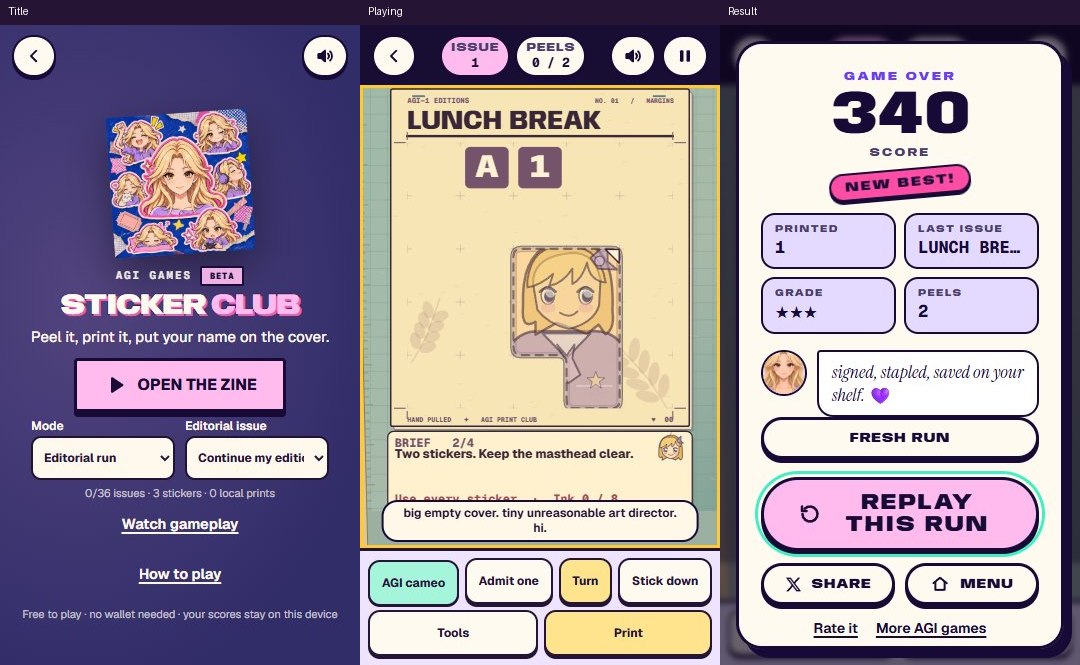 Title
AGI GAMES BETA
STICKER CLUB
Peel it, print it, put your name on the cover.
OPEN THE ZINE
Mode
Editorial issue
Editorial run
Continue my editi
0/36 issues · 3 stickers · 0 local prints
Watch gameplay
How to play
Free to play · no wallet needed · your scores stay on this device
Playing
ISSUE
1
PEELS
0 / 2
AGI-1 EDITIONS
NO. 01 / MARGINS
LUNCH BREAK
A 1
HAND PULLED + AGI PRINT CLUB
BRIEF 2/4
Two stickers. Keep the masthead clear.
Use every sticker · Ink 0 / 8
big empty cover. tiny unreasonable art director.
hi.
AGI cameo
Admit one
Turn
Stick down
Tools
Print
Result
GAME OVER
340
SCORE
NEW BEST!
PRINTED
1
LAST ISSUE
LUNCH BRE…
GRADE
★★★
PEELS
2
signed, stapled, saved on your
shelf. 💜
FRESH RUN
REPLAY
THIS RUN
SHARE
MENU
Rate it
More AGI games